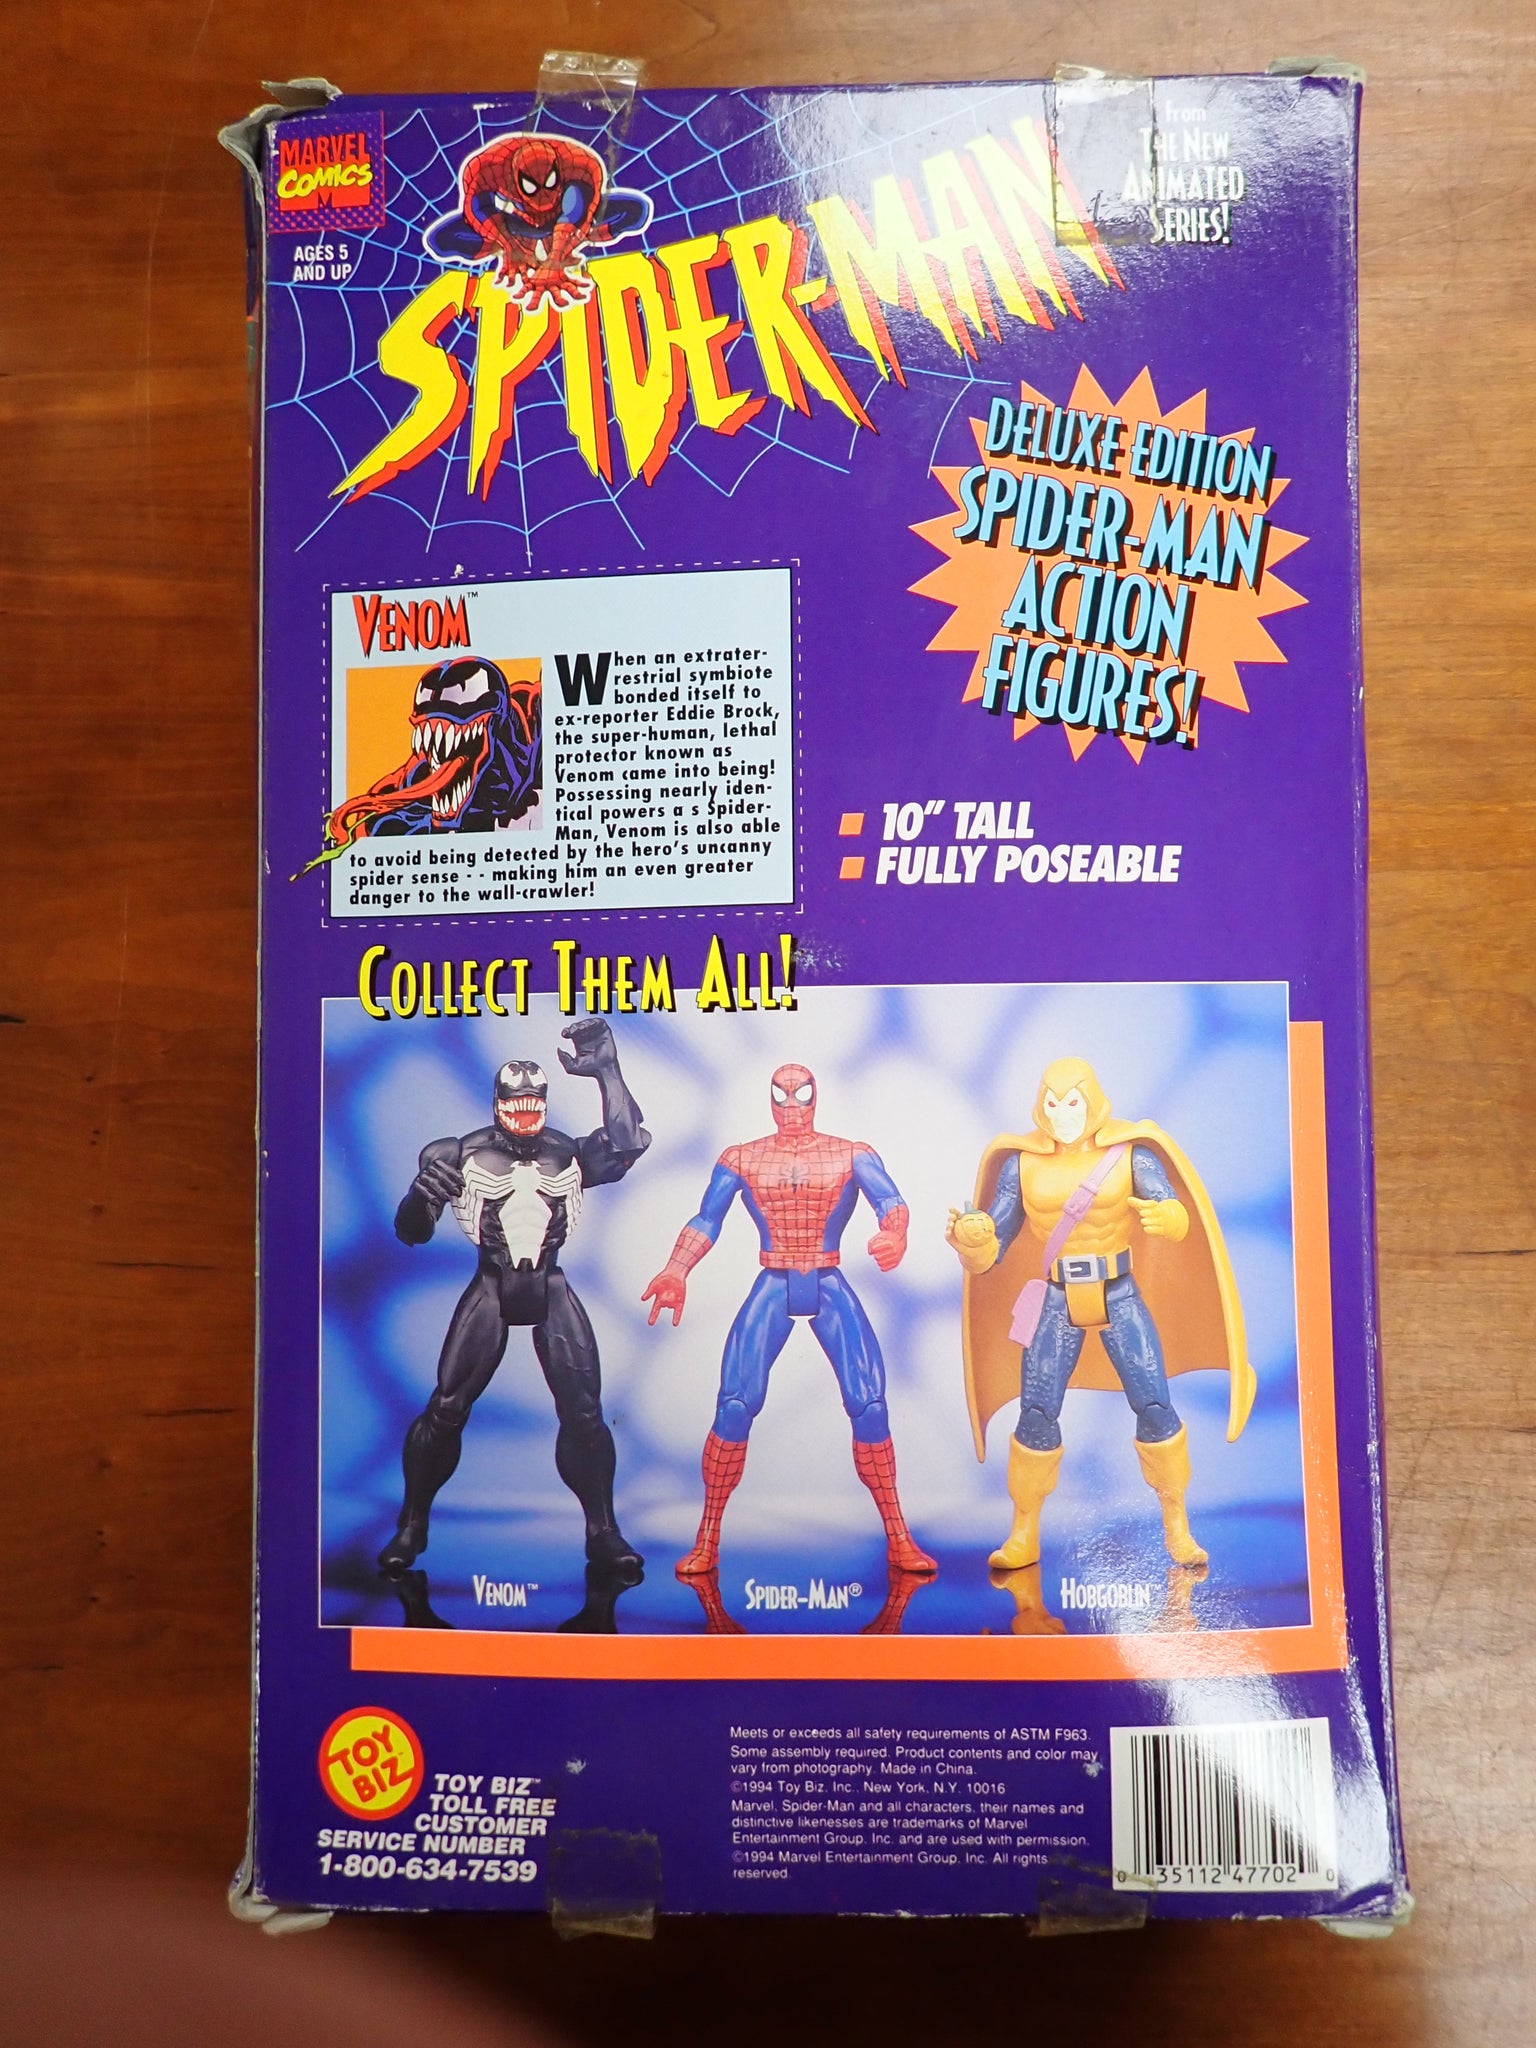 MARVEL
COMICS
M
AGES 5
AND UP
SPIDER-MAN
From
THE NEW
ANIMATED
SERIES!
DELUXE EDITION
SPIDER-MAN
ACTION
FIGURES!
VENOM™
When an extrater-
restrial symbiote
bonded itself to
ex-reporter Eddie Brock,
the super-human, lethal
protector known as
Venom came into being!
Possessing nearly iden-
tical powers a s Spider-
Man, Venom is also able
to avoid being detected by the hero's uncanny
spider sense - - making him an even greater
danger to the wall-crawler!
10" TALL
FULLY POSEABLE
COLLECT THEM ALL!
VENOM™
SPIDER-MAN®
HOBGOBLIN™
TOY
BIZ™
TOY BIZ™
TOLL FREE
CUSTOMER
SERVICE NUMBER
1-800-634-7539
Meets or exceeds all safety requirements of ASTM F963.
Some assembly required. Product contents and color may
vary from photography. Made in China.
©1994 Toy Biz, Inc., New York, N.Y. 10016
Marvel, Spider-Man and all characters, their names and
distinctive likenesses are trademarks of Marvel
Entertainment Group, Inc. and are used with permission.
©1994 Marvel Entertainment Group, Inc. All rights
reserved.
0 35112 47702 0